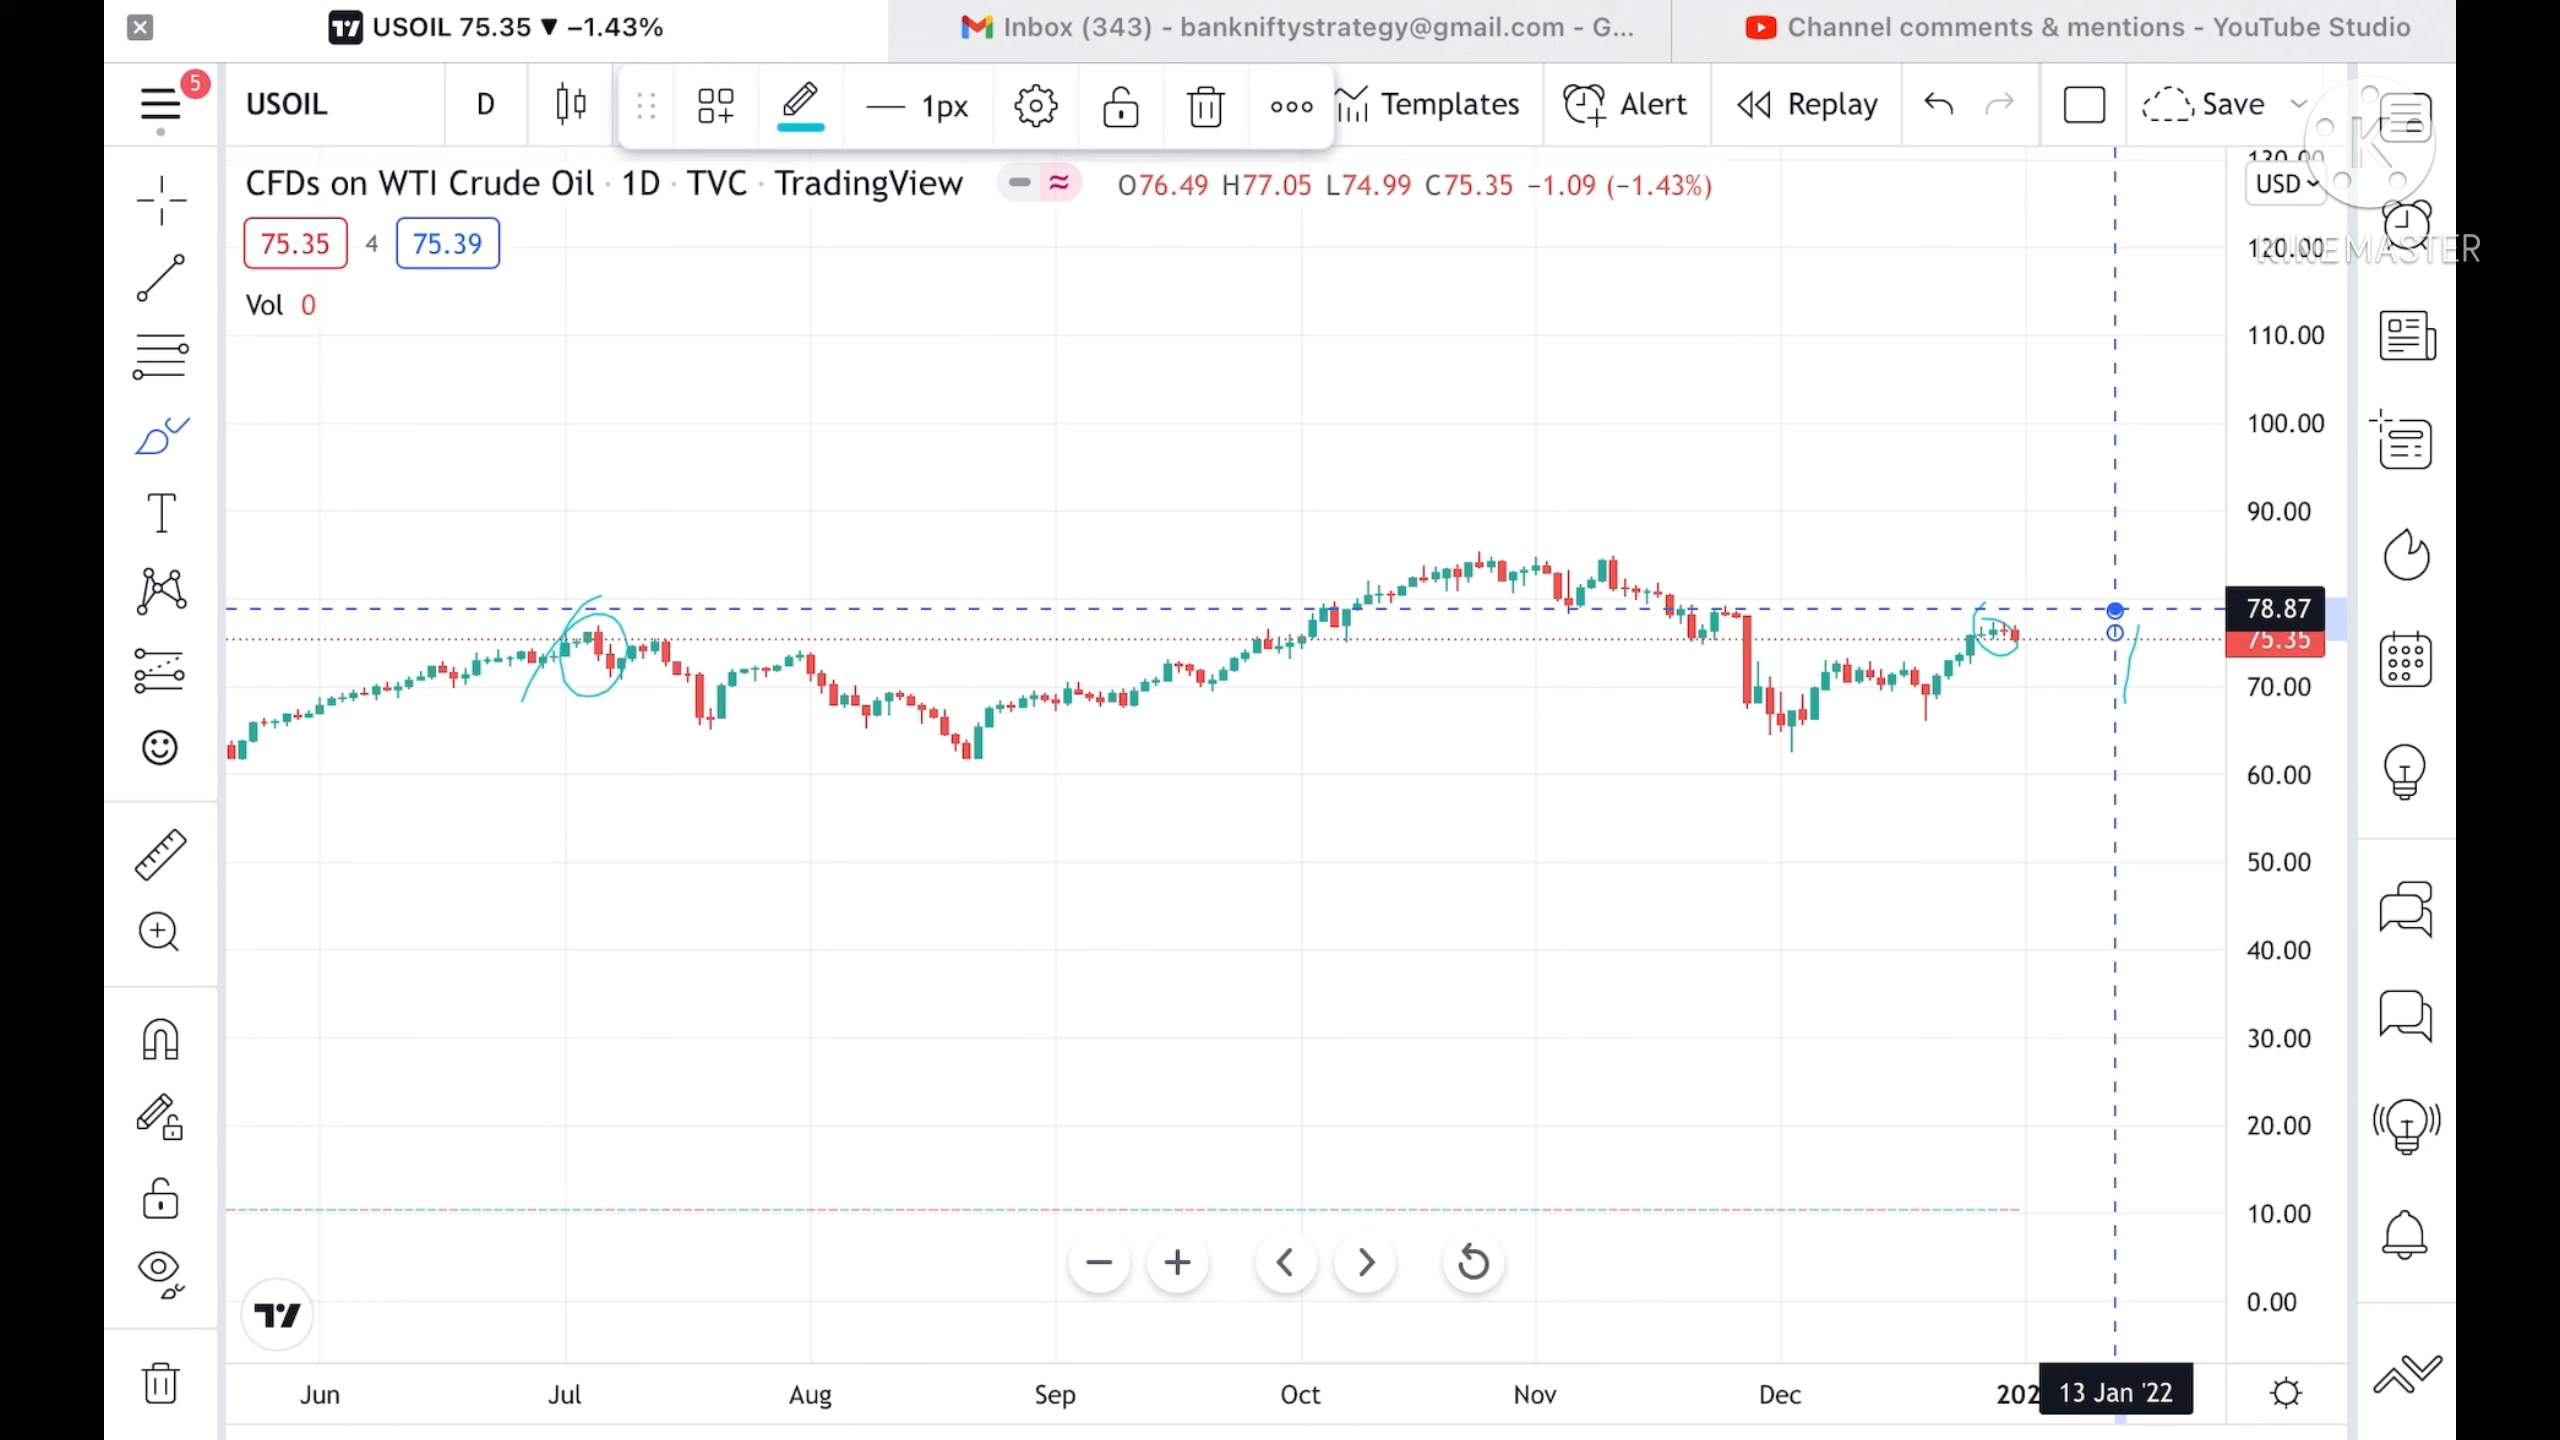 USOIL 75.35 ▼ −1.43%
Inbox (343) - bankniftystrategy@gmail.com - G...
Channel comments & mentions - YouTube Studio
5
USOIL
D
1px
Templates
Alert
Replay
Save
CFDs on WTI Crude Oil · 1D · TVC · TradingView
O76.49 H77.05 L74.99 C75.35 −1.09 (−1.43%)
130.00
USD
75.35
4
75.39
Vol 0
K
KINEMASTER
120.00
110.00
100.00
90.00
78.87
75.35
70.00
60.00
50.00
40.00
30.00
20.00
10.00
0.00
Jun
Jul
Aug
Sep
Oct
Nov
Dec
202
13 Jan '22